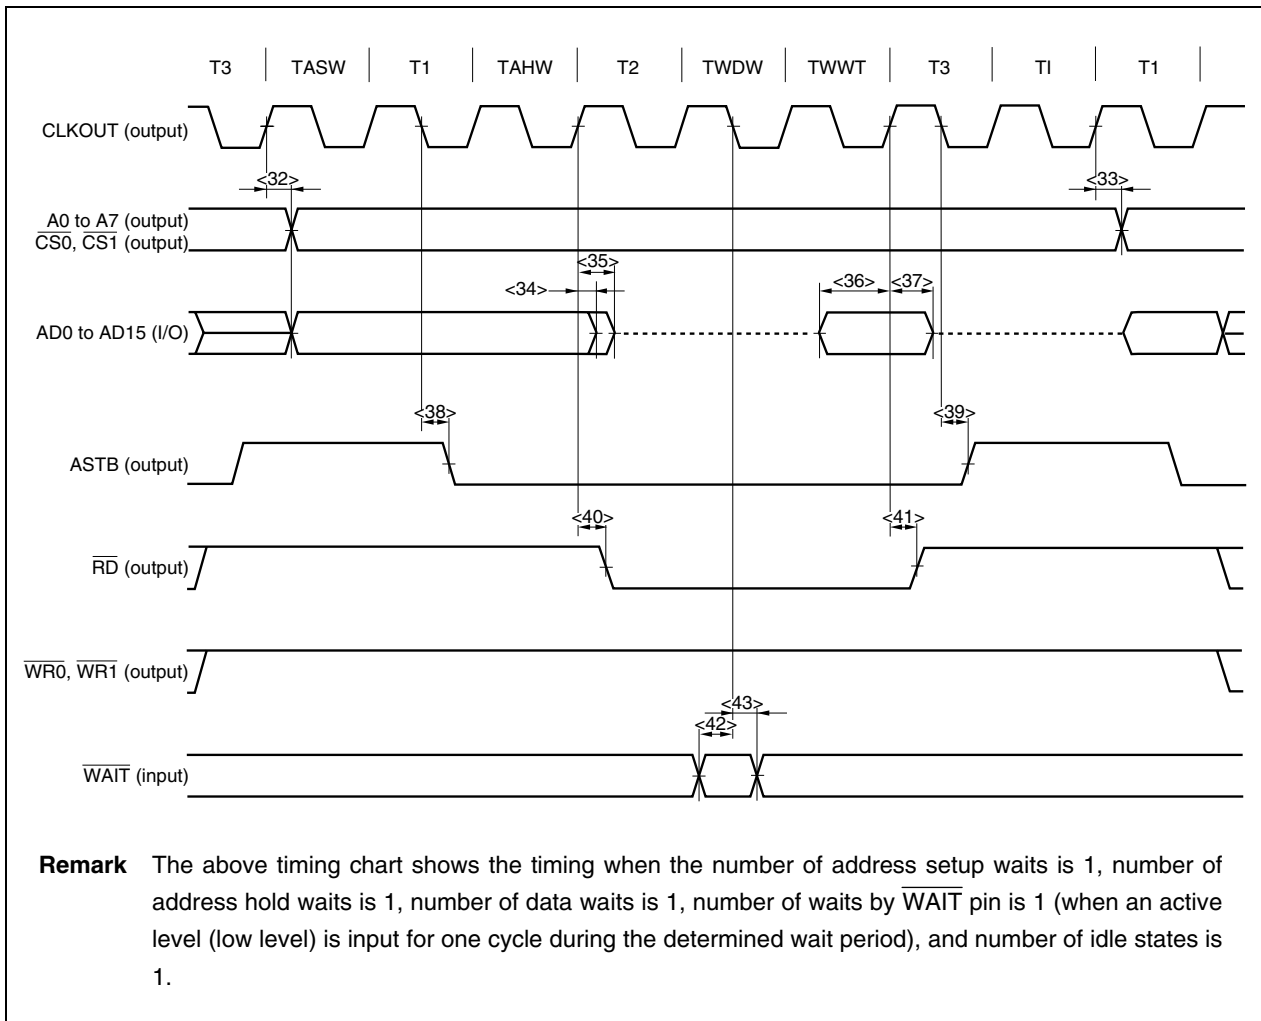 T3 TASW T1 TAHW T2 TWDW TWWT T3 TI T1
CLKOUT (output)
<32> <33>
A0 to A7 (output)
CS0, CS1 (output)
<35>
<34> <36> <37>
AD0 to AD15 (I/O)
<38> <39>
ASTB (output)
<40> <41>
RD (output)
WR0, WR1 (output)
<43>
<42>
WAIT (input)
Remark The above timing chart shows the timing when the number of address setup waits is 1, number of
address hold waits is 1, number of data waits is 1, number of waits by WAIT pin is 1 (when an active
level (low level) is input for one cycle during the determined wait period), and number of idle states is
1.